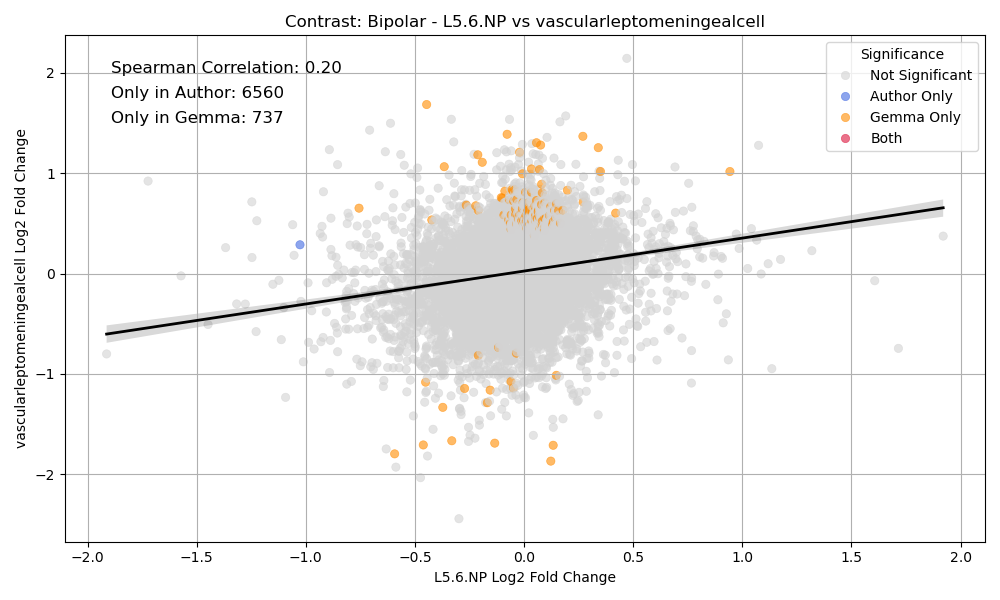 Contrast: Bipolar - L5.6.NP vs vascularleptomeningealcell
Spearman Correlation: 0.20
Only in Author: 6560
Only in Gemma: 737
Significance
Not Significant
Author Only
Gemma Only
Both
vascularleptomeningealcell Log2 Fold Change
2
1
0
−1
−2
−2.0 −1.5 −1.0 −0.5 0.0 0.5 1.0 1.5 2.0
L5.6.NP Log2 Fold Change